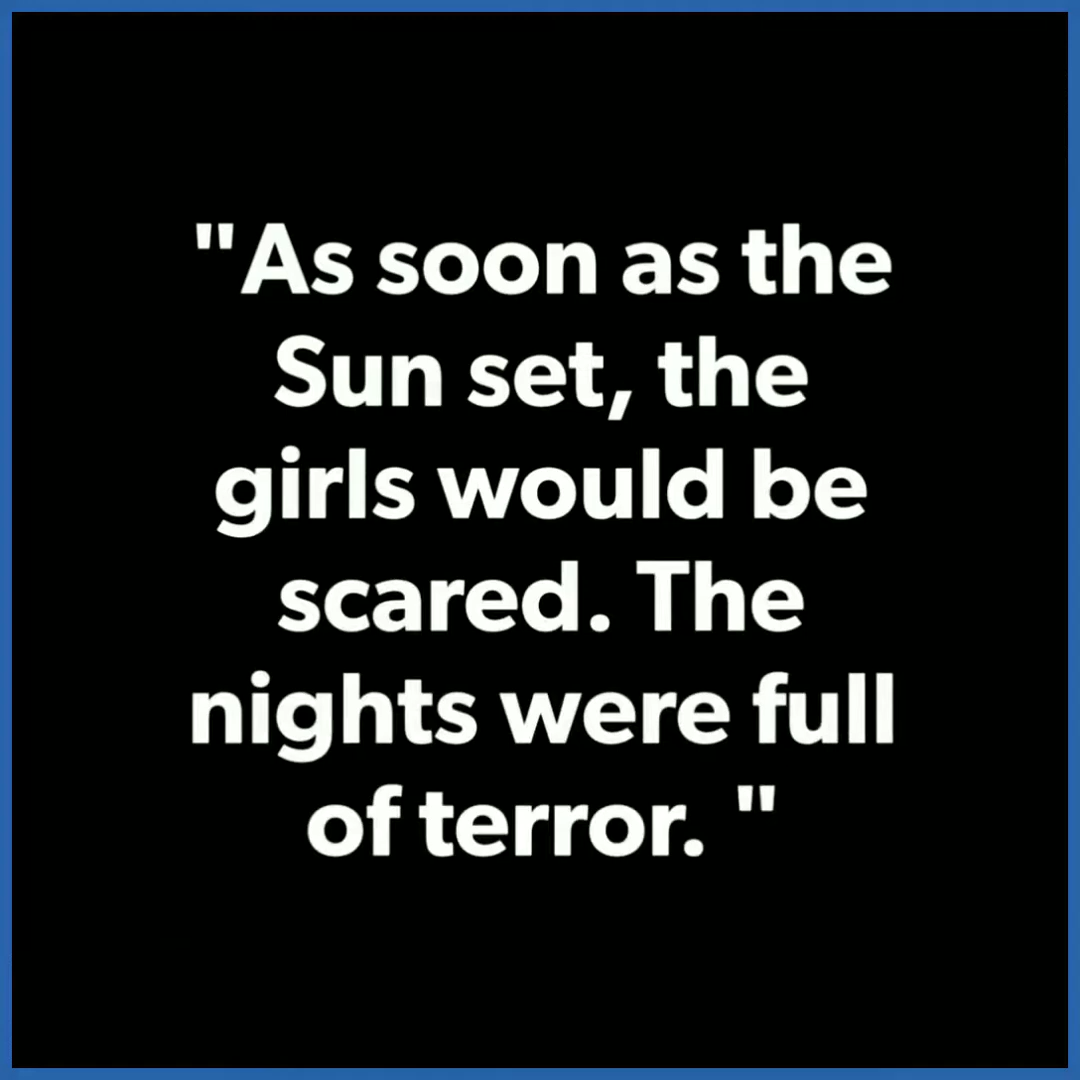 "As soon as the
Sun set, the
girls would be
scared. The
nights were full
of terror. "